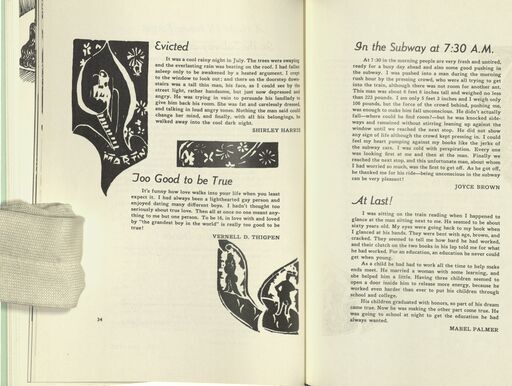 Evicted
It was a cool rainy night in July. The trees were swaying
and the everlasting rain was beating on the roof. I had fallen
asleep only to be awakened by a heated argument. I crept
to the window to look out; and there on the doorstep down-
stairs was a tall thin man, his face, as I could see by the
street light, rather handsome, but just now depressed and
angry. He was trying in vain to persuade his landlady to
give him back his room. She was fat and carelessly dressed,
and talking in the loudest tones. Nothing the man said could
change her mind, and finally, with all his belongings, he
walked away into the cool dark night.
SHIRLEY HARRIS
Too Good to be True
It's funny how love walks into your life when you least
expect it. I had always been a lighthearted gay person and
enjoyed dating many different boys. I hadn't thought too
seriously about true love. Then all at once no one meant any-
thing to me but one person. To be 16, in love with and loved
by "the grandest boy in the world" is really too good to be
true!
VERNELL D. THIGPEN
34
In the Subway at 7:30 A.M.
At 7:30 in the morning people are very fresh and untired,
ready for a busy day ahead and also some good pushing in
the subway. I was pushed into a man during the morning
rush hour by the pressing crowd, who were all trying to get
into the train, although there was not room for another ant.
This man was about 6 feet 8 inches tall and weighed no less
than 223 pounds. I am only 5 feet 3 inches and I weigh only
106 pounds, but the force of the crowd behind, pushing me,
was enough to make him fall unconscious. He didn't actually
fall—where could he find room?—but he was knocked side-
ways and remained without stirring leaning up against the
window until we reached the next stop. He did not show
any sign of life although the crowd kept pressing in. I could
feel my heart pumping against my books like the jerks of
the subway cars. I was cold with perspiration. Every one
was looking first at me and then at the man. Finally we
reached the next stop, and this unfortunate man, about whom
I had worried so much, was the first to get off. As he got off,
he thanked me for his ride—being unconscious in the subway
can be very pleasant!
JOYCE BROWN
At Last!
I was sitting on the train reading when I happened to
glance at the man sitting next to me. He seemed to be about
sixty years old. My eyes were going back to my book when
I glanced at his hands. They were bent with age, brown, and
cracked. They seemed to tell me how hard he had worked,
and their clutch on the two books in his lap told me for what
he had worked. For an education, an education he never could
get when young.
As a child he had had to work all the time to help make
ends meet. He married a woman with some learning, and
she helped him a little. Having three children seemed to
open a door inside him to release more energy, because he
worked even harder than ever to put his children through
school and college.
His children graduated with honors, so part of his dream
came true. Now he was making the other part come true. He
was going to school at night to get the education he had
always wanted.
MABEL PALMER